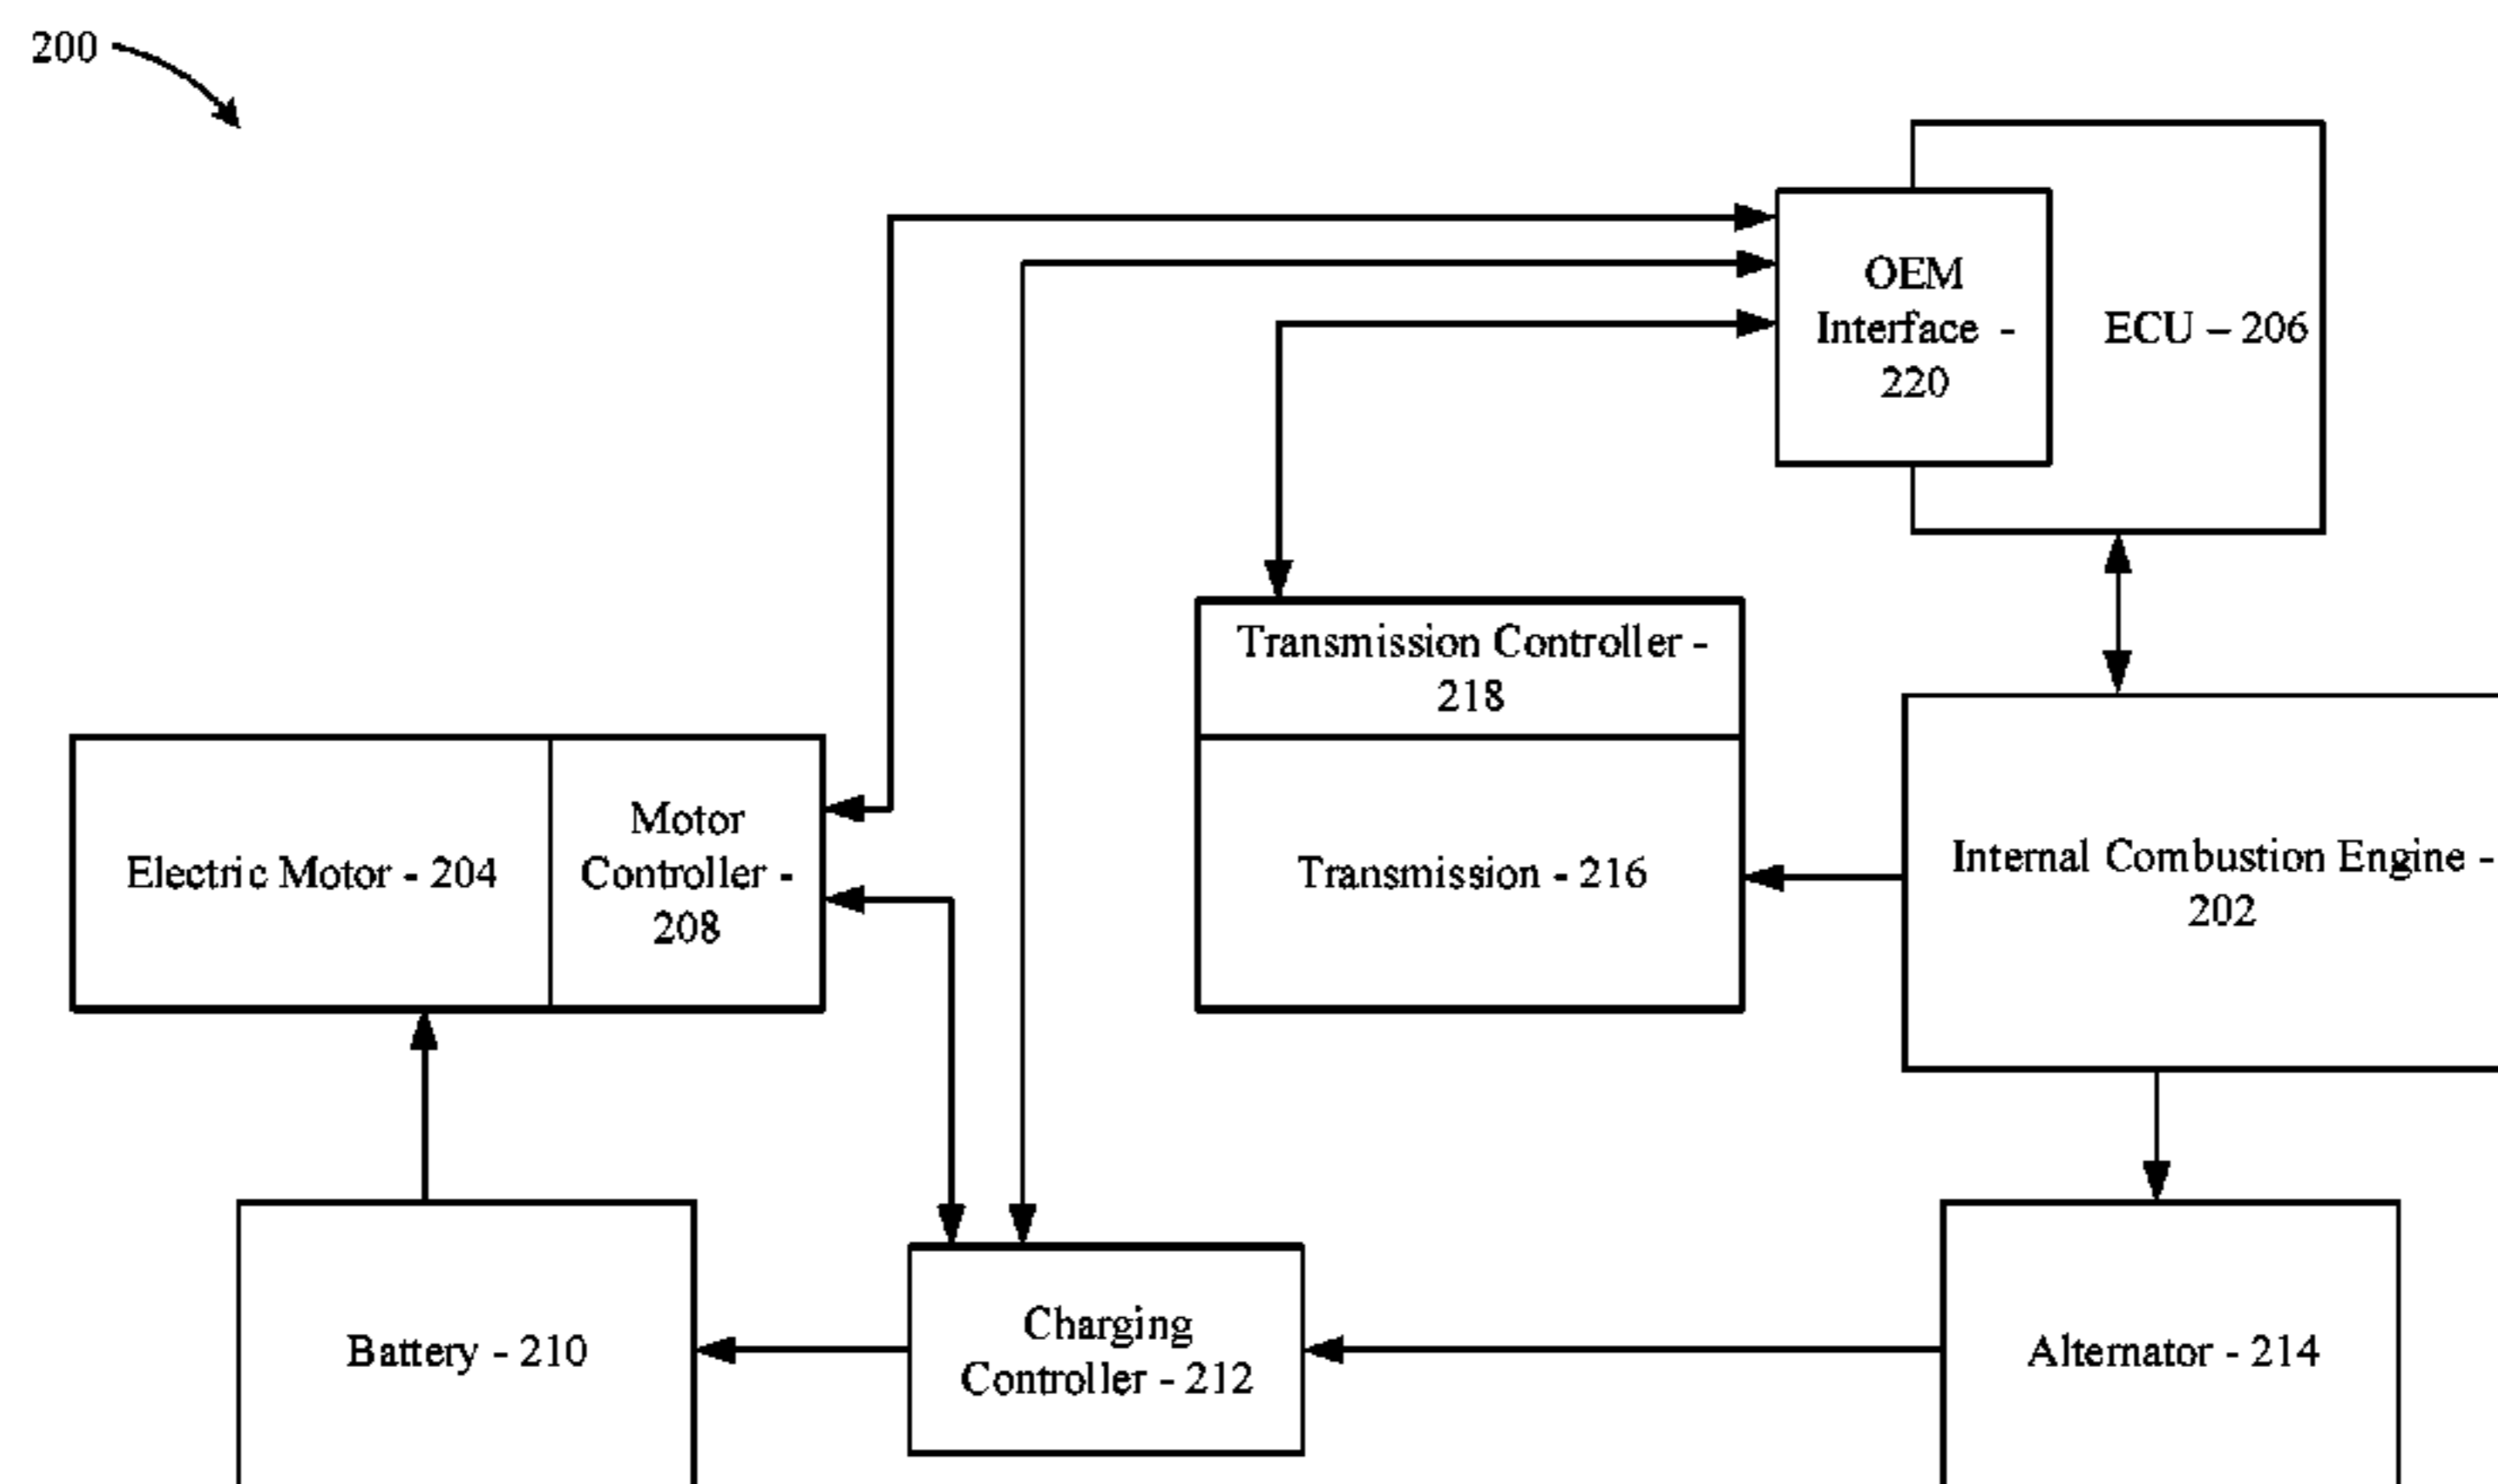 200
OEM
Interface -
220
ECU – 206
Transmission Controller -
218
Electric Motor - 204
Motor
Controller -
208
Transmission - 216
Internal Combustion Engine -
202
Battery - 210
Charging
Controller - 212
Alternator - 214